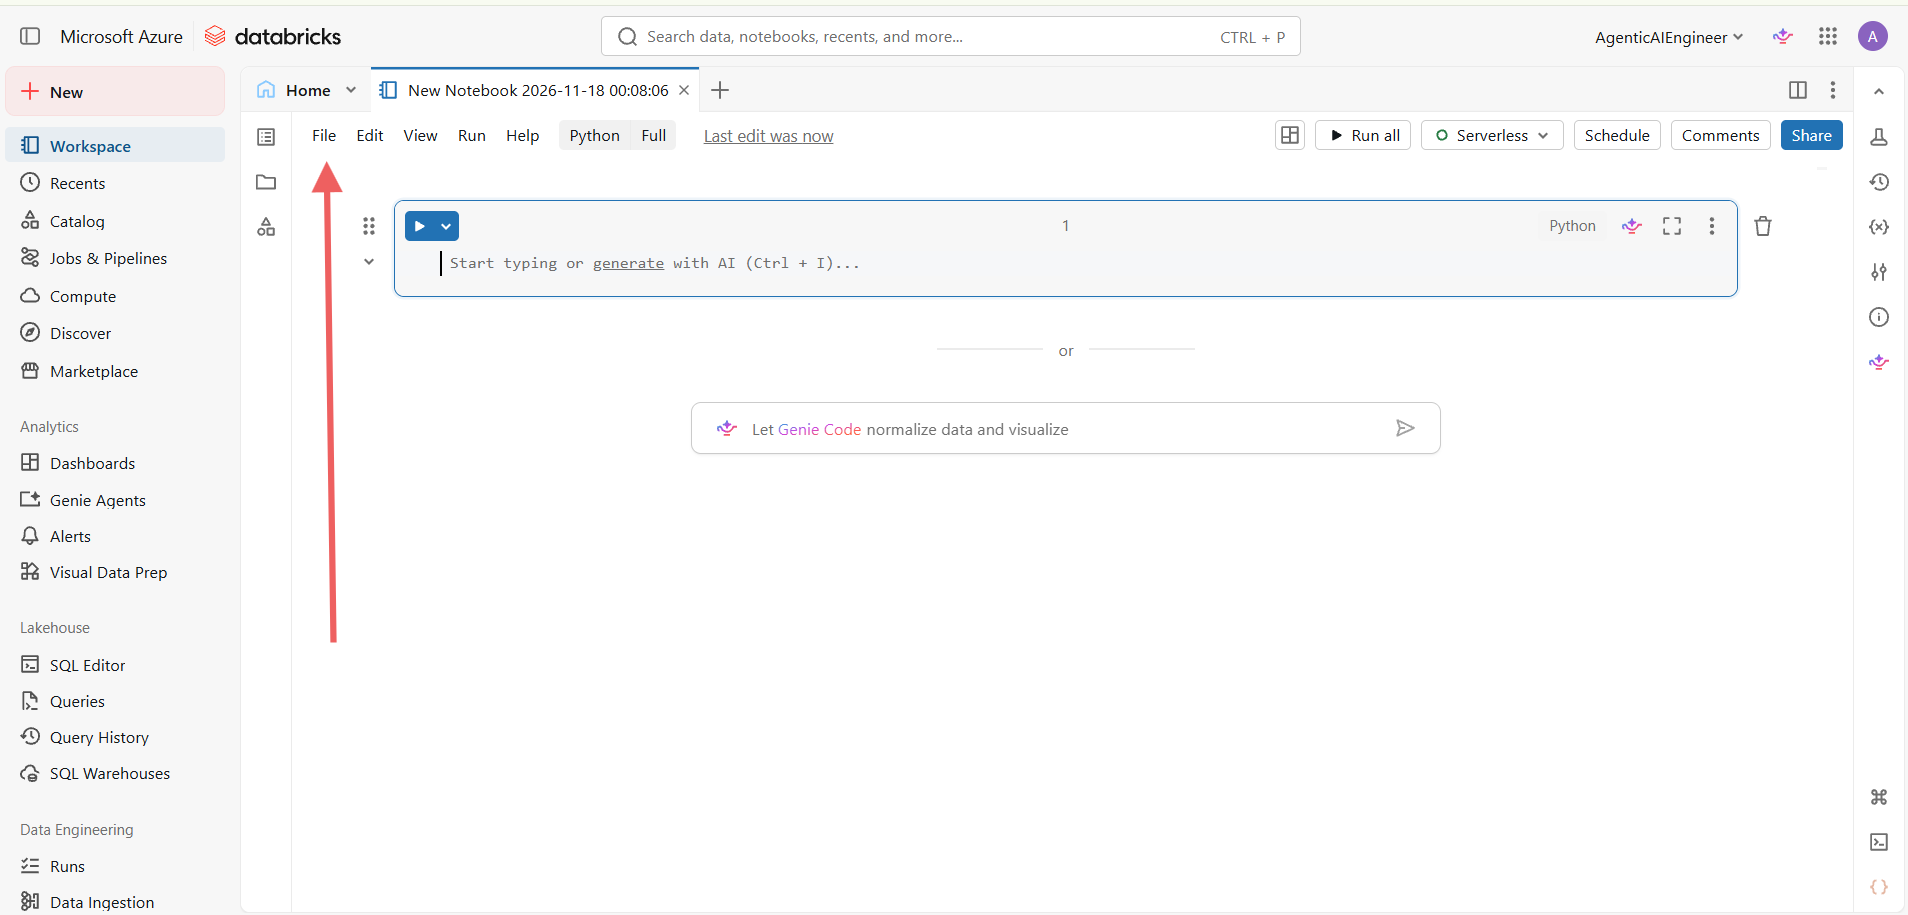 Microsoft Azure databricks
Search data, notebooks, recents, and more... CTRL + P
AgenticAIEngineer
A
New
Workspace
Recents
Catalog
Jobs & Pipelines
Compute
Discover
Marketplace
Analytics
Dashboards
Genie Agents
Alerts
Visual Data Prep
Lakehouse
SQL Editor
Queries
Query History
SQL Warehouses
Data Engineering
Runs
Data Ingestion
Home New Notebook 2026-11-18 00:08:06
File Edit View Run Help Python Full Last edit was now
Run all Serverless Schedule Comments Share
1 Python
Start typing or generate with AI (Ctrl + I)...
or
Let Genie Code normalize data and visualize